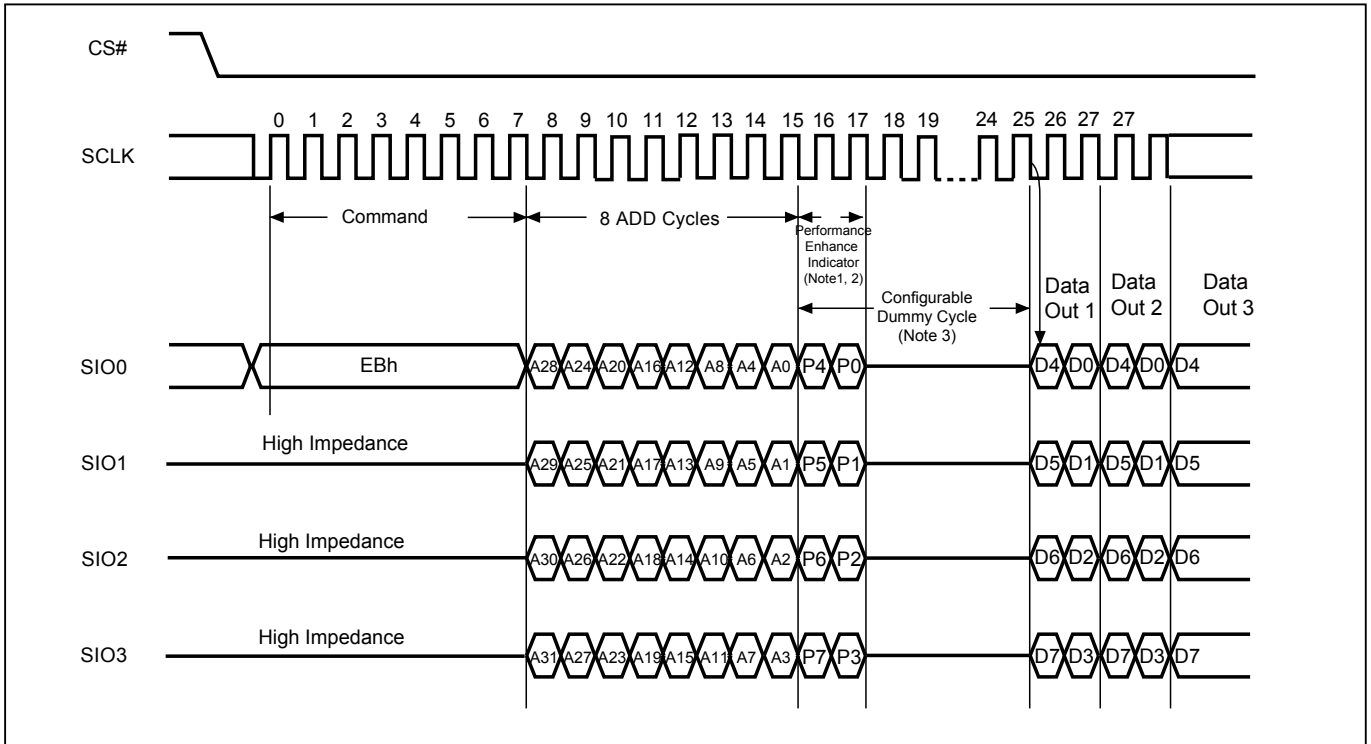 CS#
0 1 2 3 4 5 6 7 8 9 10 11 12 13 14 15 16 17 18 19 24 25 26 27 27
SCLK
Command
8 ADD Cycles
Performance
Enhance
Indicator
(Note1, 2)
Configurable
Dummy Cycle
(Note 3)
Data
Out 1
Data
Out 2
Data
Out 3
SIO0 EBh A28 A24 A20 A16 A12 A8 A4 A0 P4 P0 D4 D0 D4 D0 D4
High Impedance
SIO1 A29 A25 A21 A17 A13 A9 A5 A1 P5 P1 D5 D1 D5 D1 D5
High Impedance
SIO2 A30 A26 A22 A18 A14 A10 A6 A2 P6 P2 D6 D2 D6 D2 D6
High Impedance
SIO3 A31 A27 A23 A19 A15 A11 A7 A3 P7 P3 D7 D3 D7 D3 D7